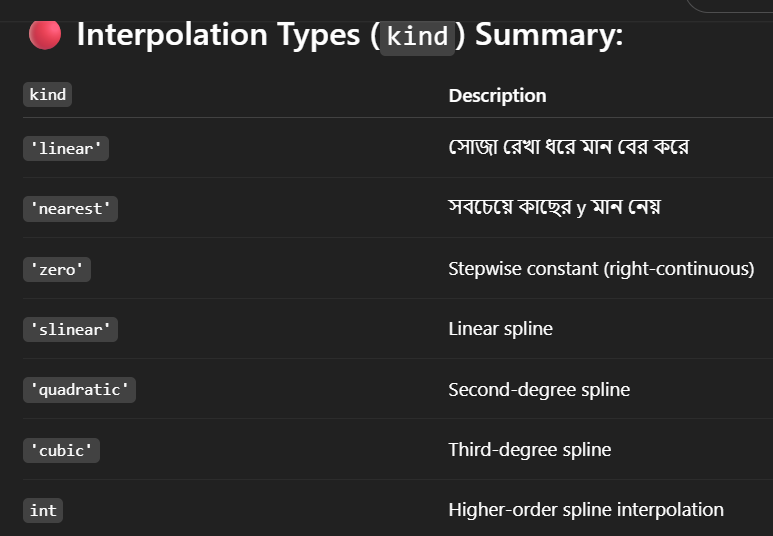 Interpolation Types (kind) Summary:
kind Description
'linear' সোজা রেখা ধরে মান বের করে
'nearest' সবচেয়ে কাছের y মান নেয়
'zero' Stepwise constant (right-continuous)
'slinear' Linear spline
'quadratic' Second-degree spline
'cubic' Third-degree spline
int Higher-order spline interpolation